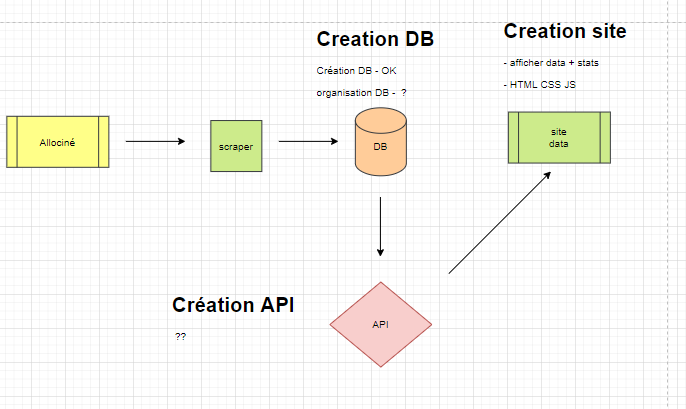 Creation DB
Création DB - OK
organisation DB - ?
Creation site
- afficher data + stats
- HTML CSS JS
Allociné
scraper
DB
site
data
Création API
??
API